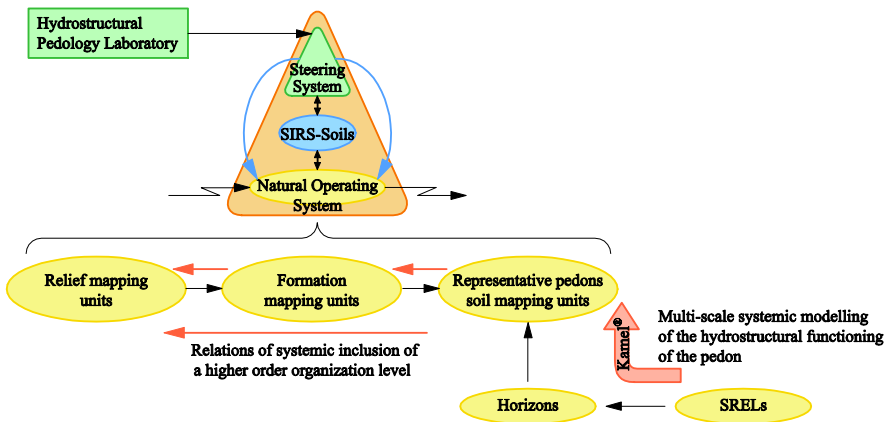 Hydrostructural
Pedology Laboratory
Steering
System
SIRS-Soils
Natural Operating
System
Relief mapping
units
Formation
mapping units
Representative pedons
soil mapping units
Relations of systemic inclusion of
a higher order organization level
Kamel®
Multi-scale systemic modelling
of the hydrostructural functioning
of the pedon
Horizons
SRELs